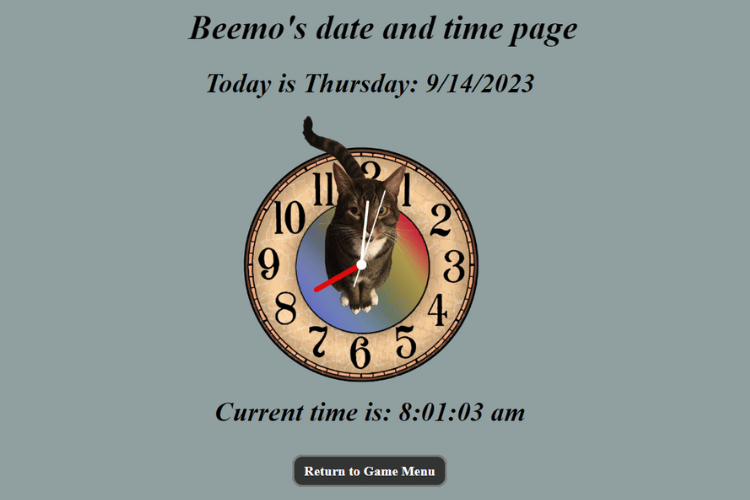 Beemo's date and time page
Today is Thursday: 9/14/2023
11 12 1
10 2
9 3
8 4
7 6 5
Current time is: 8:01:03 am
Return to Game Menu